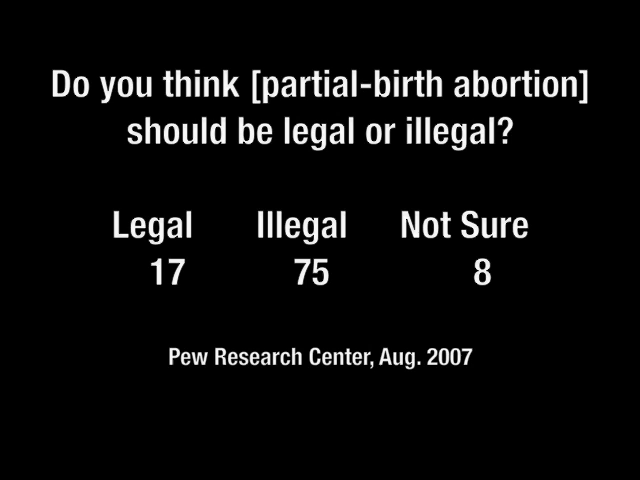 Do you think [partial-birth abortion]
should be legal or illegal?
Legal Illegal Not Sure
17 75 8
Pew Research Center, Aug. 2007